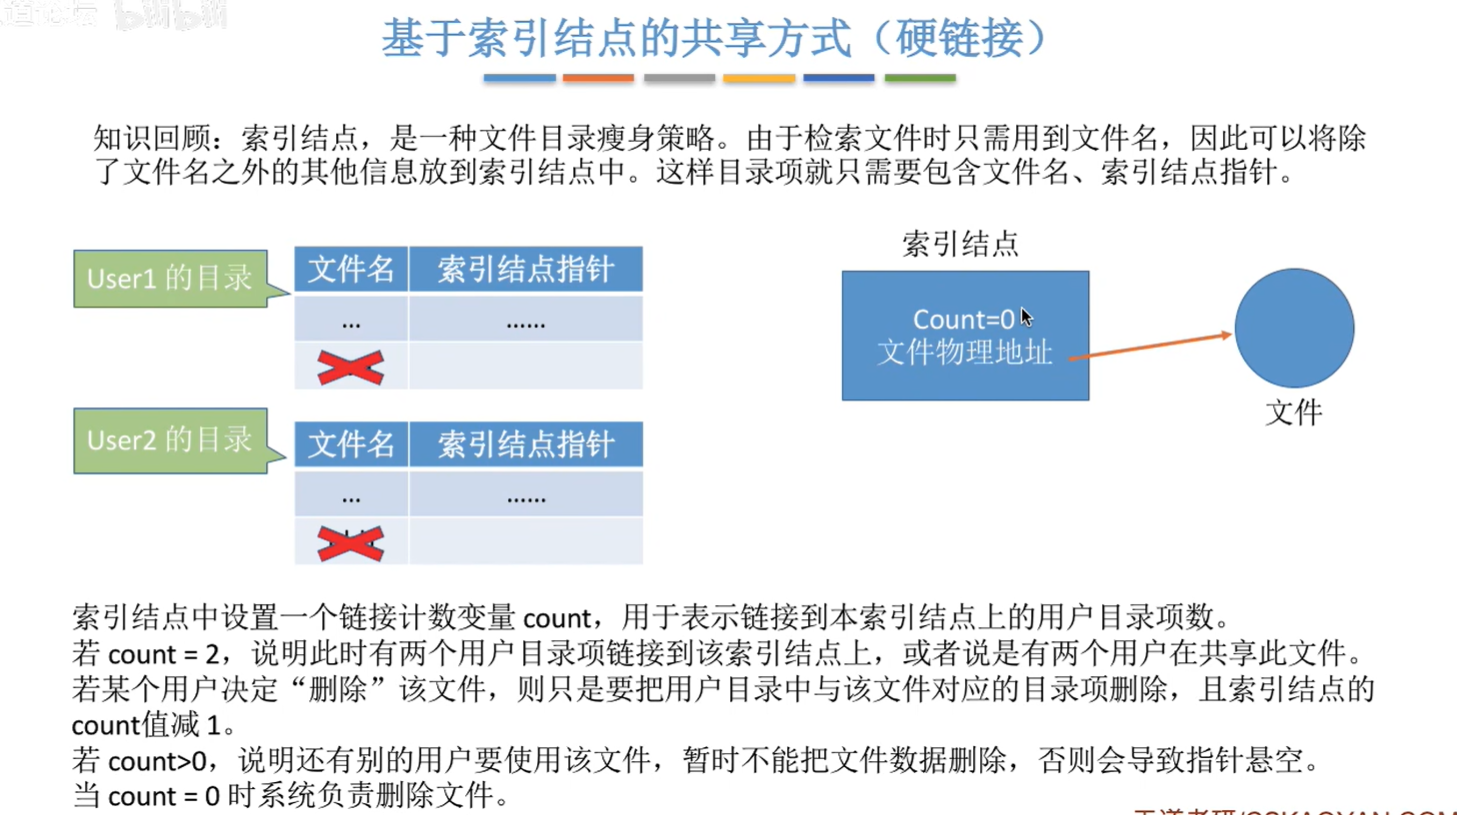 bilibili
基于索引结点的共享方式（硬链接）
知识回顾：索引结点，是一种文件目录瘦身策略。由于检索文件时只需用到文件名，因此可以将除
了文件名之外的其他信息放到索引结点中。这样目录项就只需要包含文件名、索引结点指针。
User1 的目录
文件名 索引结点指针
... ......
User2 的目录
文件名 索引结点指针
... ......
索引结点
Count=0
文件物理地址
文件
索引结点中设置一个链接计数变量 count，用于表示链接到本索引结点上的用户目录项数。
若 count = 2，说明此时有两个用户目录项链接到该索引结点上，或者说是有两个用户在共享此文件。
若某个用户决定“删除”该文件，则只是要把用户目录中与该文件对应的目录项删除，且索引结点的
count值减 1。
若 count>0，说明还有别的用户要使用该文件，暂时不能把文件数据删除，否则会导致指针悬空。
当 count = 0 时系统负责删除文件。